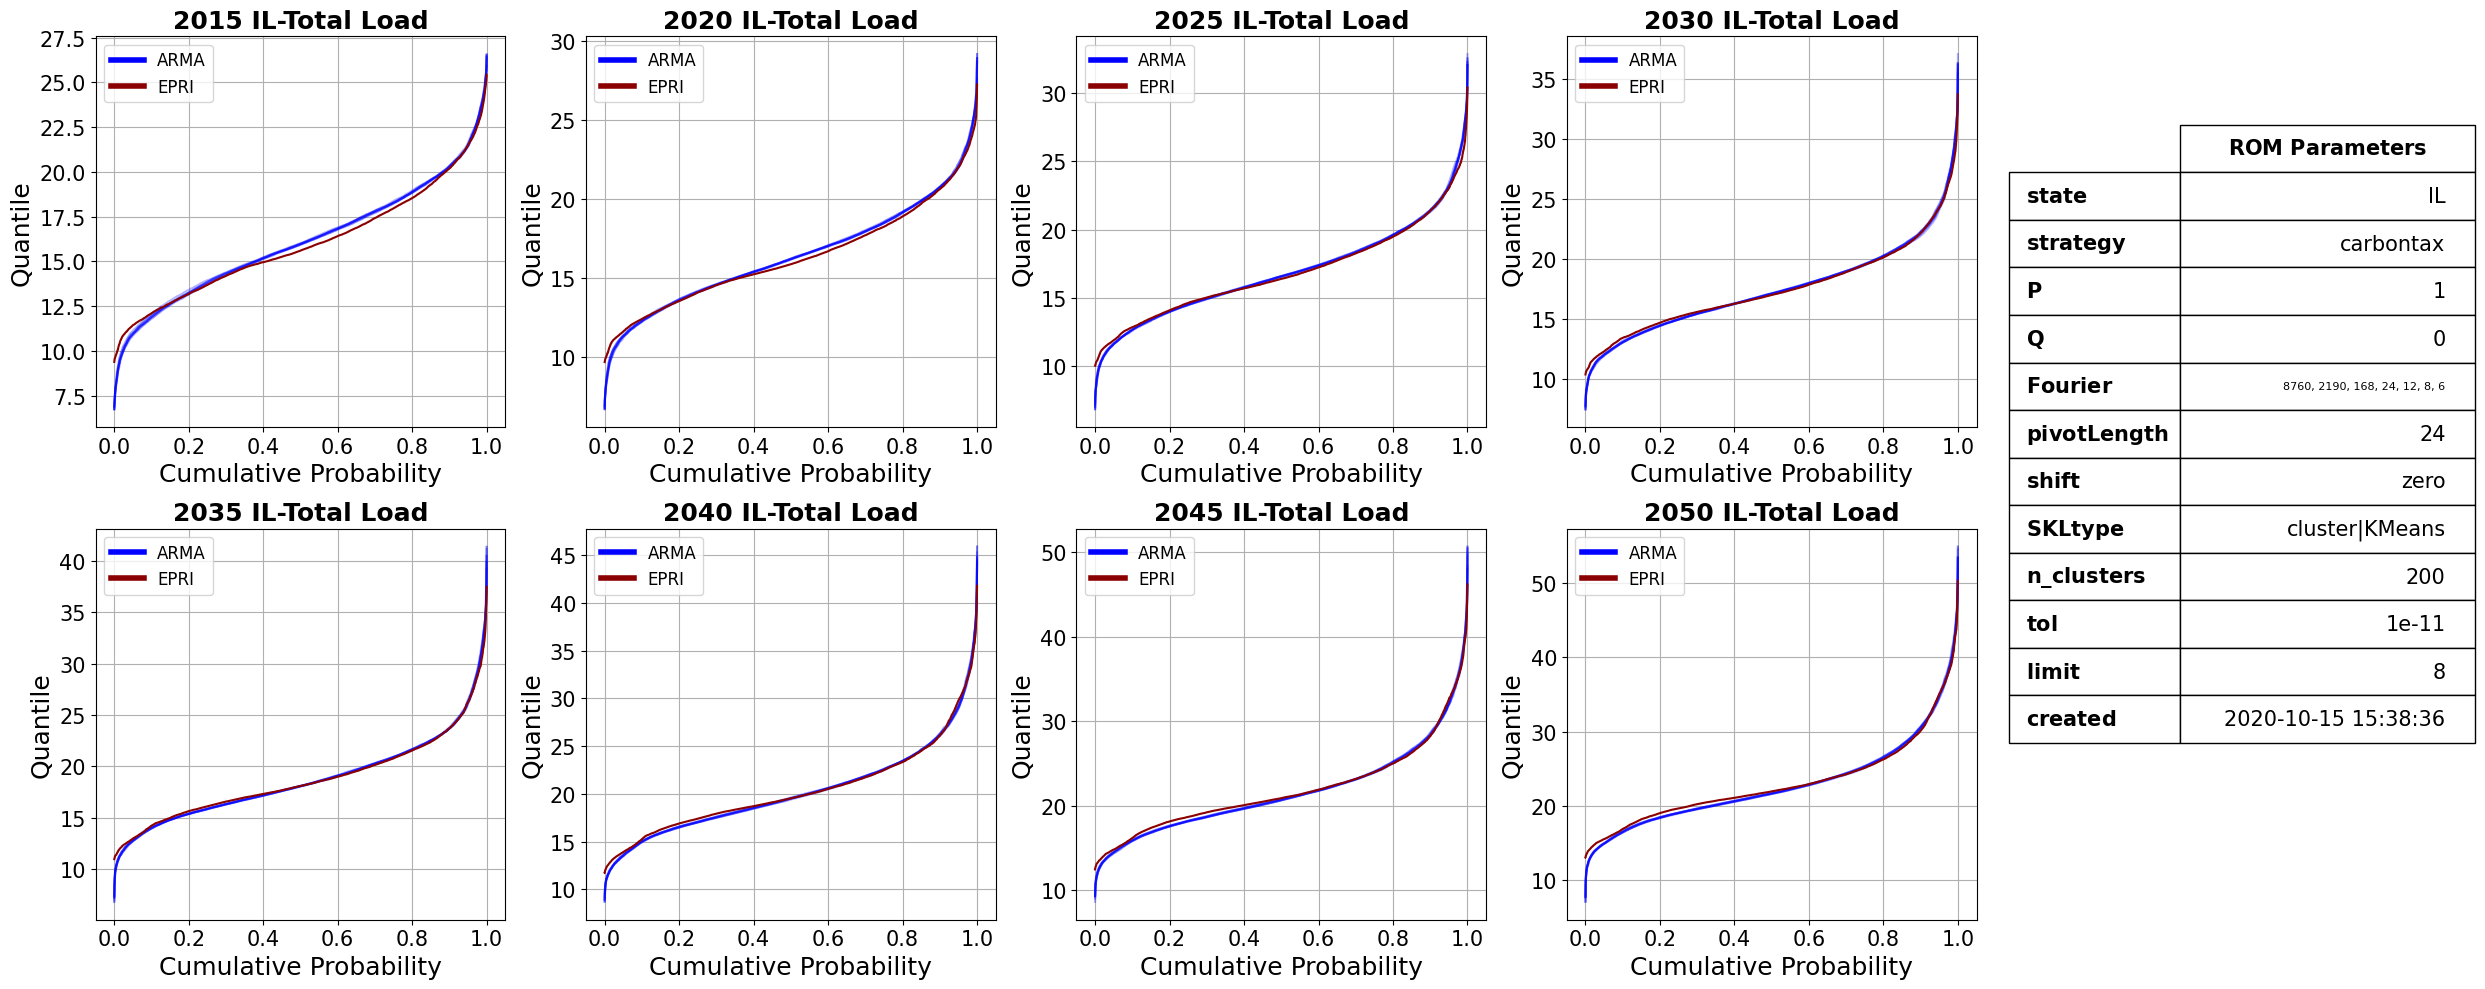 2015 IL-Total Load
27.5
25.0
22.5
20.0
17.5
15.0
12.5
10.0
7.5
Quantile
ARMA
EPRI
0.0 0.2 0.4 0.6 0.8 1.0
Cumulative Probability
2020 IL-Total Load
30
25
20
15
10
Quantile
ARMA
EPRI
0.0 0.2 0.4 0.6 0.8 1.0
Cumulative Probability
2025 IL-Total Load
30
25
20
15
10
Quantile
ARMA
EPRI
0.0 0.2 0.4 0.6 0.8 1.0
Cumulative Probability
2030 IL-Total Load
35
30
25
20
15
10
Quantile
ARMA
EPRI
0.0 0.2 0.4 0.6 0.8 1.0
Cumulative Probability
2035 IL-Total Load
40
35
30
25
20
15
10
Quantile
ARMA
EPRI
0.0 0.2 0.4 0.6 0.8 1.0
Cumulative Probability
2040 IL-Total Load
45
40
35
30
25
20
15
10
Quantile
ARMA
EPRI
0.0 0.2 0.4 0.6 0.8 1.0
Cumulative Probability
2045 IL-Total Load
50
40
30
20
10
Quantile
ARMA
EPRI
0.0 0.2 0.4 0.6 0.8 1.0
Cumulative Probability
2050 IL-Total Load
50
40
30
20
10
Quantile
ARMA
EPRI
0.0 0.2 0.4 0.6 0.8 1.0
Cumulative Probability
ROM Parameters
state IL
strategy carbontax
P 1
Q 0
Fourier 8760, 2190, 168, 24, 12, 8, 6
pivotLength 24
shift zero
SKLtype cluster|KMeans
n_clusters 200
tol 1e-11
limit 8
created 2020-10-15 15:38:36